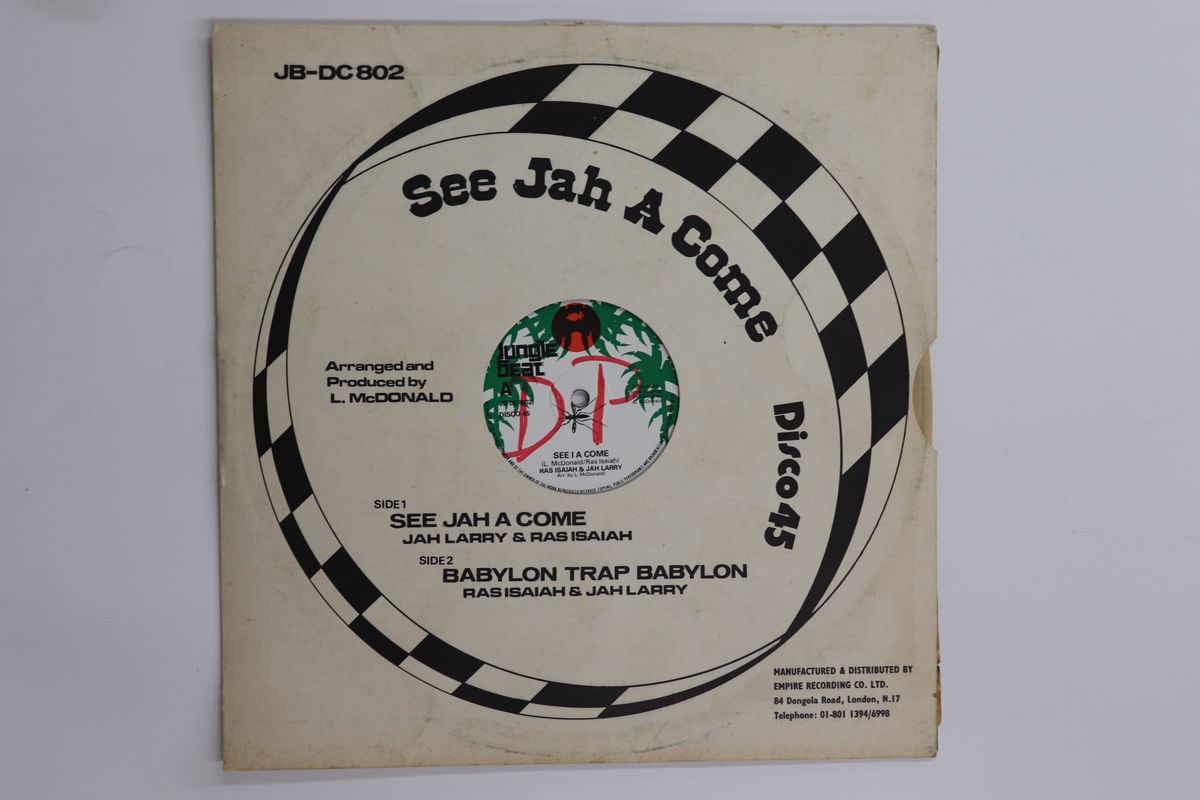 JB-DC 802
See Jah A Come
Disco 45
Arranged and
Produced by
L. McDONALD
Jungle
Beat
A
DISCO 45
DP
SEE I A COME
(L. McDonald/Ras Isaiah)
RAS ISAIAH & JAH LARRY
Arr. by L. McDonald)
SIDE 1
SEE JAH A COME
JAH LARRY & RAS ISAIAH
SIDE 2
BABYLON TRAP BABYLON
RAS ISAIAH & JAH LARRY
MANUFACTURED & DISTRIBUTED BY
EMPIRE RECORDING CO. LTD.
84 Dongola Road, London, N.17
Telephone: 01-801 1394/6998